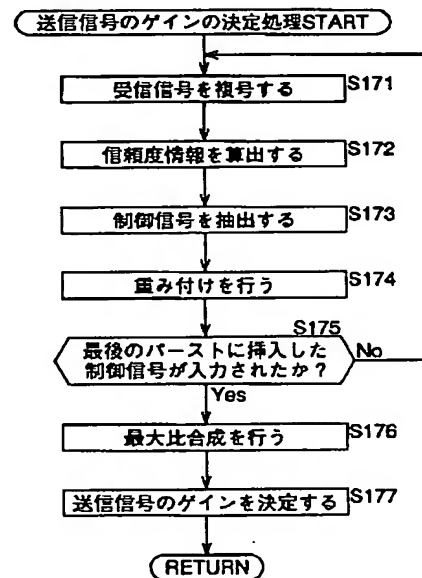 送信信号のゲインの決定処理START
受信信号を復号する
S171
信頼度情報を算出する
S172
制御信号を抽出する
S173
重み付けを行う
S174
S175
最後のバーストに挿入した
制御信号が入力されたか?
No
Yes
最大比合成を行う
S176
送信信号のゲインを決定する
S177
RETURN